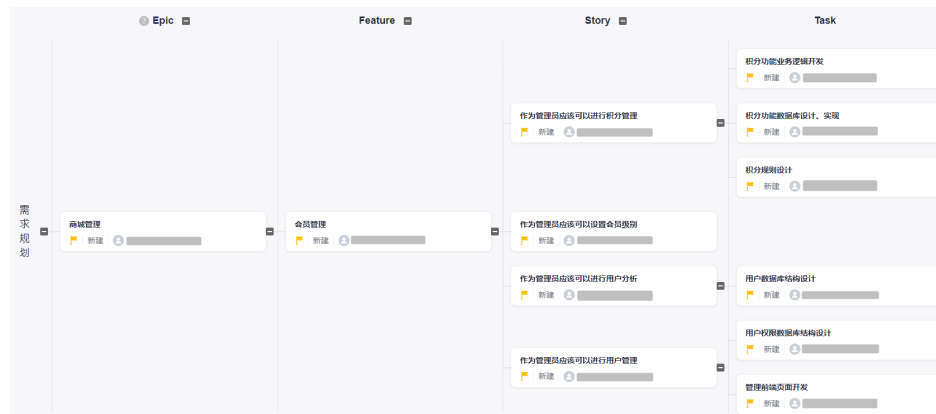 Epic
Feature
Story
Task
需求规划
商城管理
新建
会员管理
新建
作为管理员应该可以进行积分管理
新建
积分功能业务逻辑开发
新建
积分功能数据库设计、实现
新建
积分规则设计
新建
作为管理员应该可以设置会员级别
新建
作为管理员应该可以进行用户分析
新建
用户数据库结构设计
新建
作为管理员应该可以进行用户管理
新建
用户权限数据库结构设计
新建
管理前端页面开发
新建